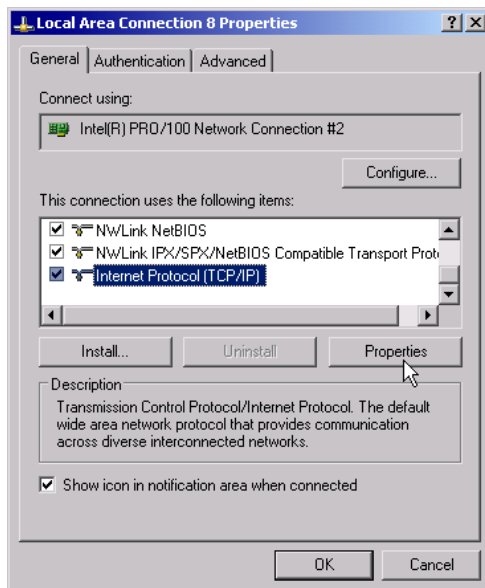 Local Area Connection 8 Properties
General Authentication Advanced
Connect using:
Intel(R) PRO/100 Network Connection #2
Configure...
This connection uses the following items:
NWLink NetBIOS
NWLink IPX/SPX/NetBIOS Compatible Transport Proto
Internet Protocol (TCP/IP)
Install... Uninstall Properties
Description
Transmission Control Protocol/Internet Protocol. The default
wide area network protocol that provides communication
across diverse interconnected networks.
Show icon in notification area when connected
OK Cancel